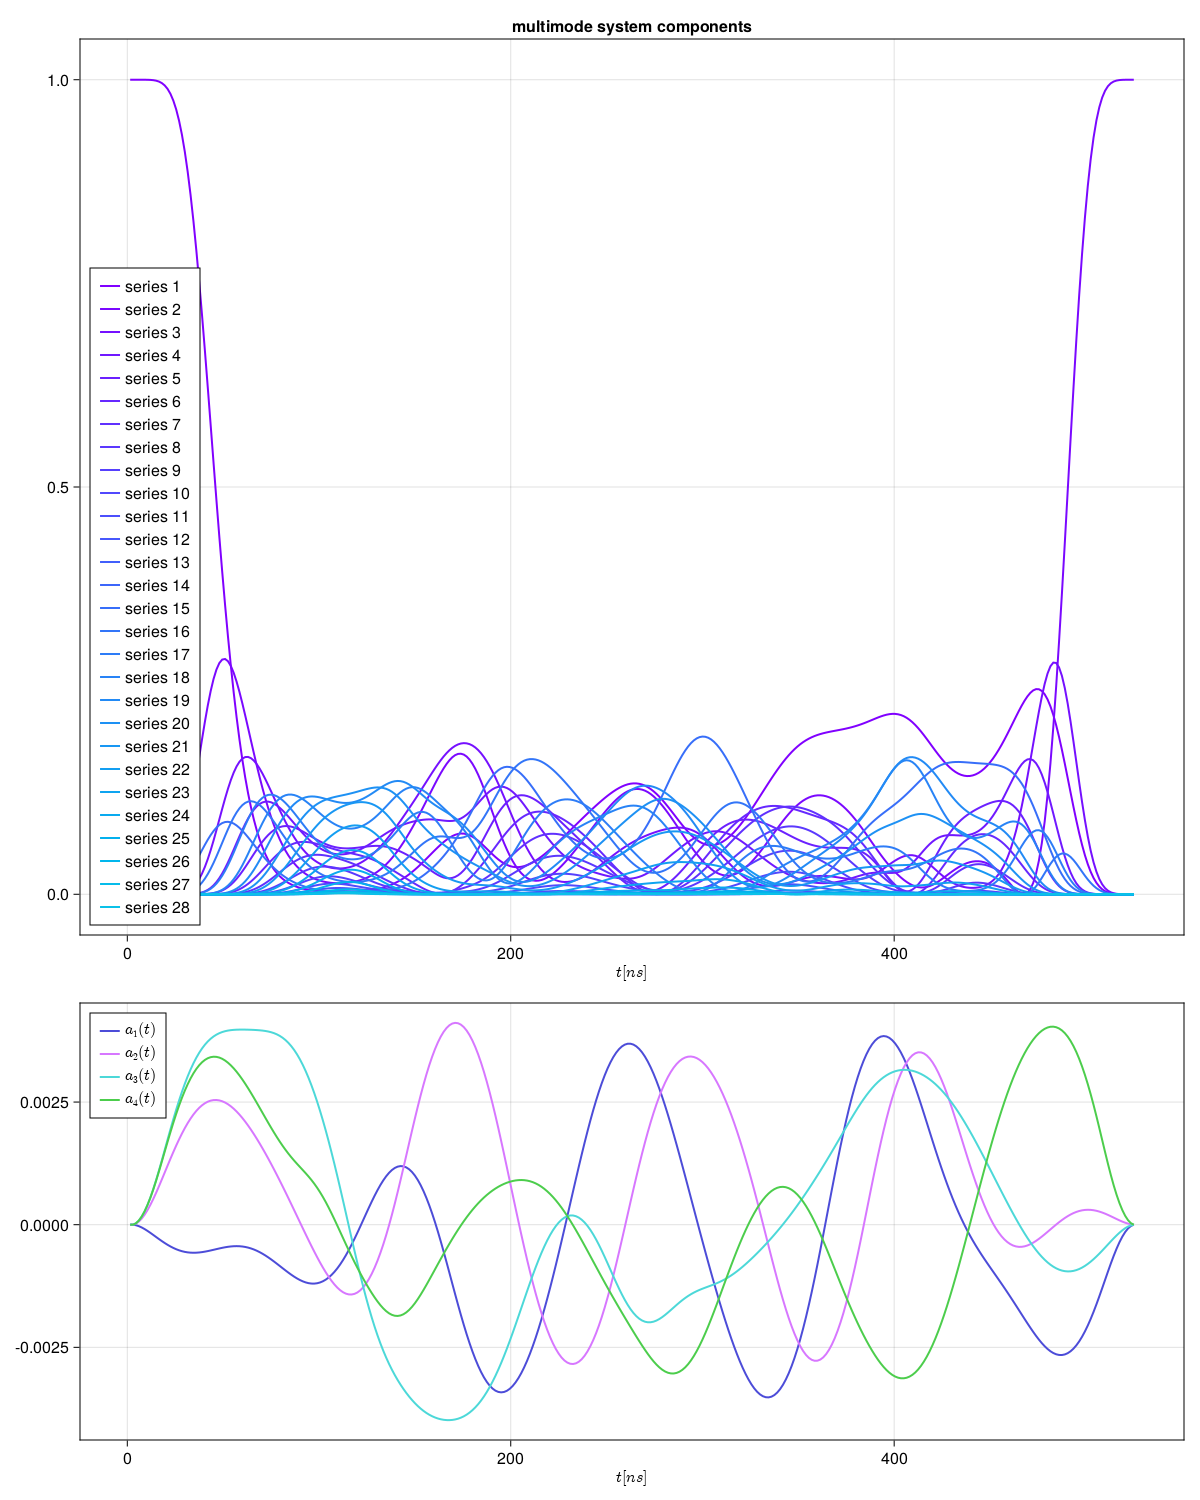 multimode system components
1.0
0.5
0.0
series 1
series 2
series 3
series 4
series 5
series 6
series 7
series 8
series 9
series 10
series 11
series 12
series 13
series 14
series 15
series 16
series 17
series 18
series 19
series 20
series 21
series 22
series 23
series 24
series 25
series 26
series 27
series 28
0 200 400
t[ns]
a₁(t)
a₂(t)
a₃(t)
a₄(t)
0.0025
0.0000
-0.0025
0 200 400
t[ns]